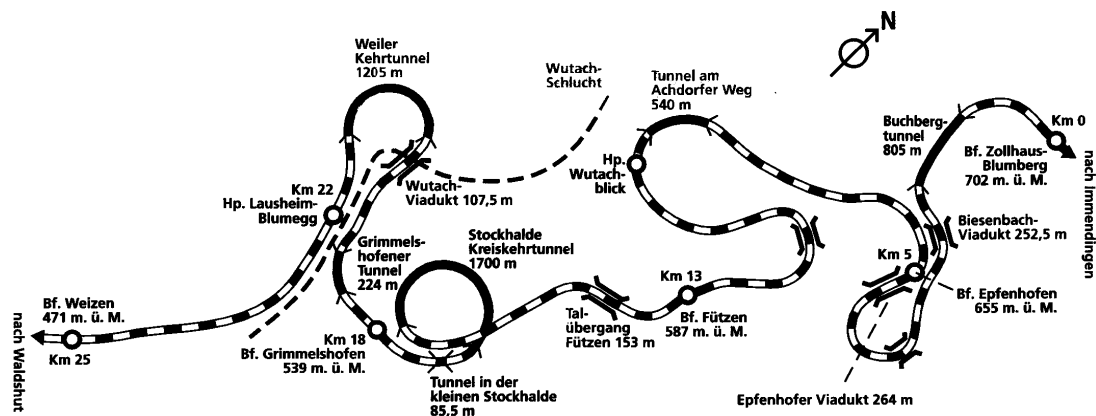 Weiler
Kehrtunnel
1205 m
Wutach-
Schlucht
Tunnel am
Achdorfer Weg
540 m
N
Buchberg-
tunnel
805 m
Km 0
Bf. Zollhaus-
Blumberg
702 m. ü. M.
nach Immendingen
Hp.
Wutach-
blick
Km 22
Hp. Lausheim-
Blumegg
Wutach-
Viadukt 107,5 m
Stockhalde
Kreiskehrtunnel
1700 m
Grimmels-
hofener
Tunnel
224 m
Biesenbach-
Viadukt 252,5 m
Km 5
Bf. Epfenhofen
655 m. ü. M.
Km 13
Bf. Fützen
587 m. ü. M.
Tal-
übergang
Fützen 153 m
Bf. Weizen
471 m. ü. M.
Km 25
nach Waldshut
Km 18
Bf. Grimmelshofen
539 m. ü. M.
Tunnel in der
kleinen Stockhalde
85,5 m
Epfenhofer Viadukt 264 m